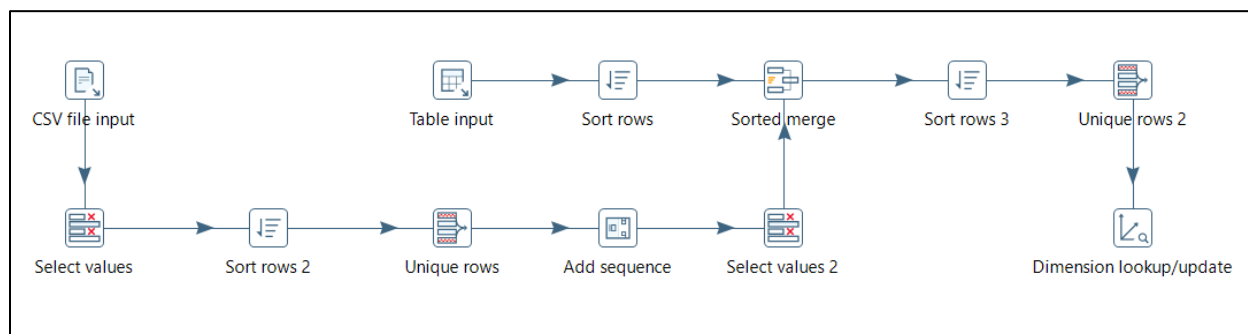 CSV file input
Table input
Sort rows
Sorted merge
Sort rows 3
Unique rows 2
Select values
Sort rows 2
Unique rows
Add sequence
Select values 2
Dimension lookup/update